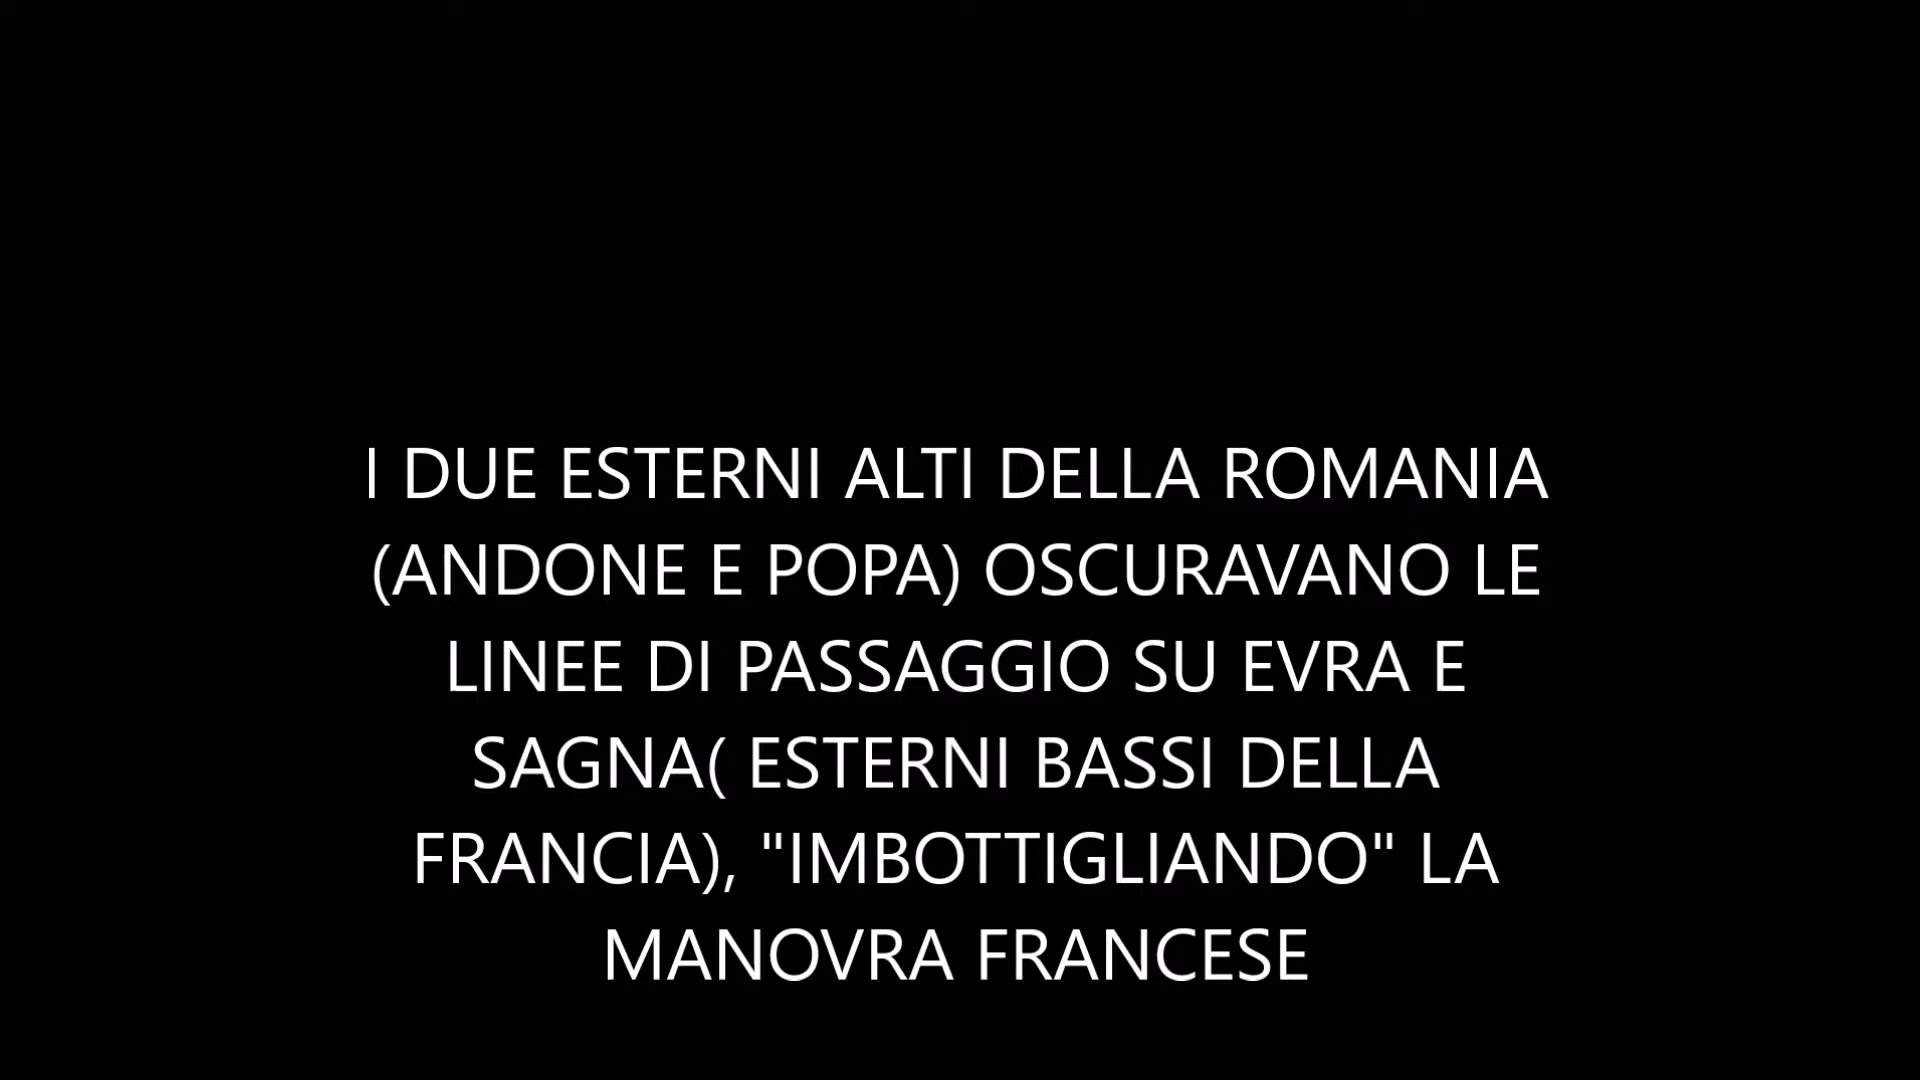 I DUE ESTERNI ALTI DELLA ROMANIA
(ANDONE E POPA) OSCURAVANO LE
LINEE DI PASSAGGIO SU EVRA E
SAGNA( ESTERNI BASSI DELLA
FRANCIA), "IMBOTTIGLIANDO" LA
MANOVRA FRANCESE